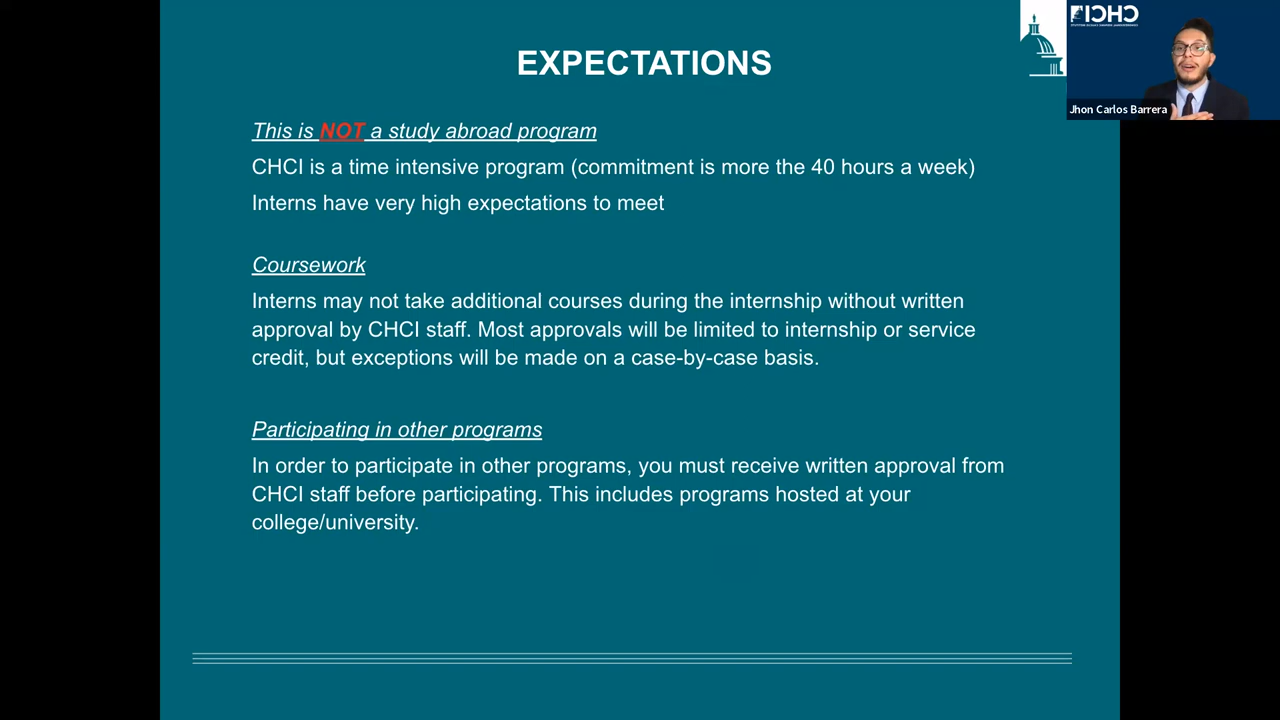 EXPECTATIONS
CHCI
Jhon Carlos Barrera
This is NOT a study abroad program
CHCI is a time intensive program (commitment is more the 40 hours a week)
Interns have very high expectations to meet
Coursework
Interns may not take additional courses during the internship without written
approval by CHCI staff. Most approvals will be limited to internship or service
credit, but exceptions will be made on a case-by-case basis.
Participating in other programs
In order to participate in other programs, you must receive written approval from
CHCI staff before participating. This includes programs hosted at your
college/university.